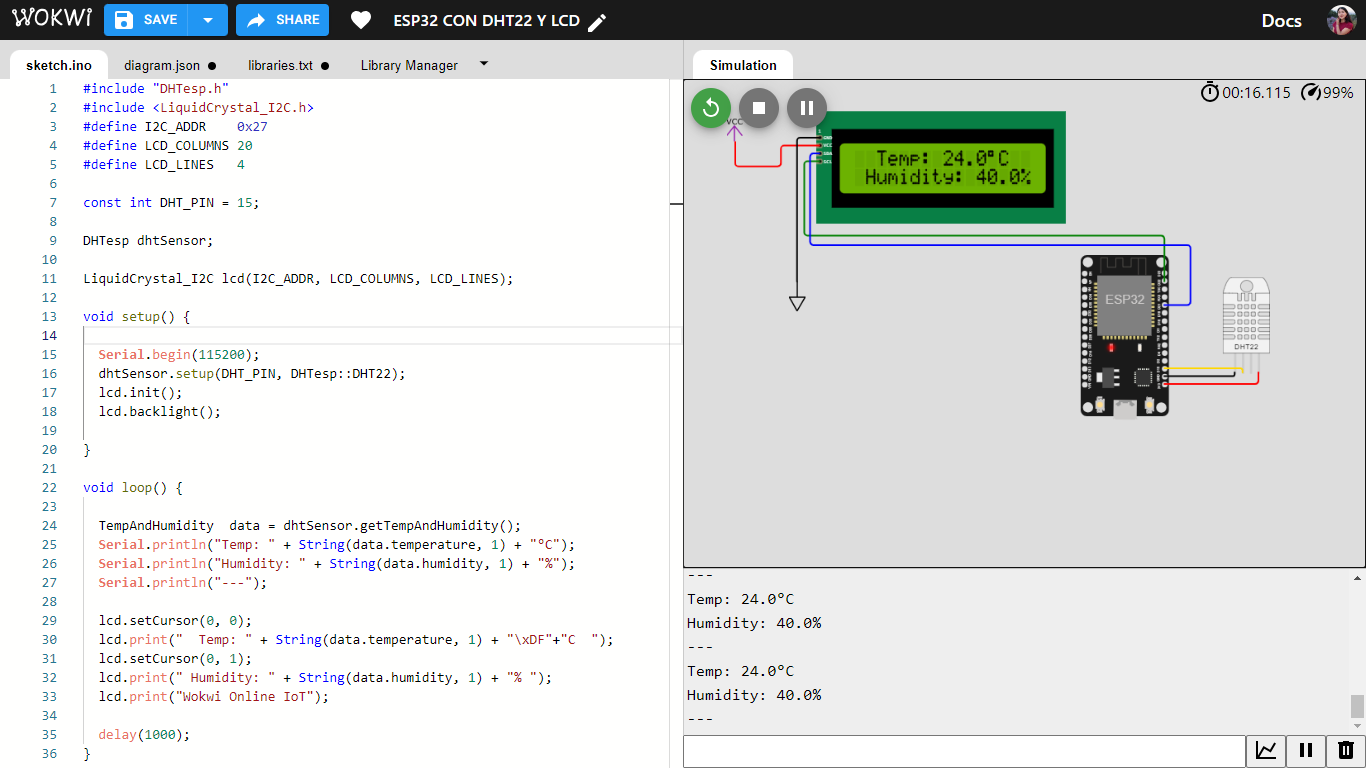 WOKWI SAVE SHARE ESP32 CON DHT22 Y LCD Docs
sketch.ino diagram.json libraries.txt Library Manager
1 #include "DHTesp.h"
2 #include <LiquidCrystal_I2C.h>
3 #define I2C_ADDR    0x27
4 #define LCD_COLUMNS 20
5 #define LCD_LINES   4
6
7 const int DHT_PIN = 15;
8
9 DHTesp dhtSensor;
10
11 LiquidCrystal_I2C lcd(I2C_ADDR, LCD_COLUMNS, LCD_LINES);
12
13 void setup() {
14
15   Serial.begin(115200);
16   dhtSensor.setup(DHT_PIN, DHTesp::DHT22);
17   lcd.init();
18   lcd.backlight();
19
20 }
21
22 void loop() {
23
24   TempAndHumidity  data = dhtSensor.getTempAndHumidity();
25   Serial.println("Temp: " + String(data.temperature, 1) + "°C");
26   Serial.println("Humidity: " + String(data.humidity, 1) + "%");
27   Serial.println("---");
28
29   lcd.setCursor(0, 0);
30   lcd.print("  Temp: " + String(data.temperature, 1) + "\xDF"+"C  ");
31   lcd.setCursor(0, 1);
32   lcd.print(" Humidity: " + String(data.humidity, 1) + "% ");
33   lcd.print("Wokwi Online IoT");
34
35   delay(1000);
36 }
Simulation
00:16.115 99%
VCC
Temp: 24.0°C
Humidity: 40.0%
ESP32
DHT22
---
Temp: 24.0°C
Humidity: 40.0%
---
Temp: 24.0°C
Humidity: 40.0%
---